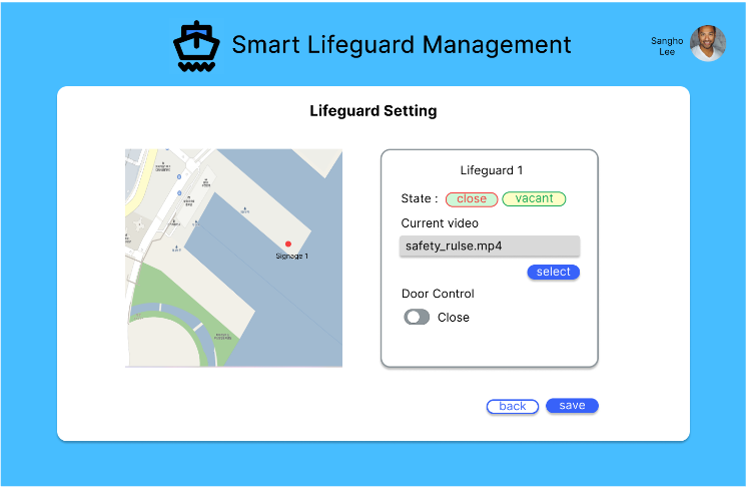 Smart Lifeguard Management
Sangho
Lee
Lifeguard Setting
Signage 1
Lifeguard 1
State : close vacant
Current video
safety_rulse.mp4
select
Door Control
Close
back save